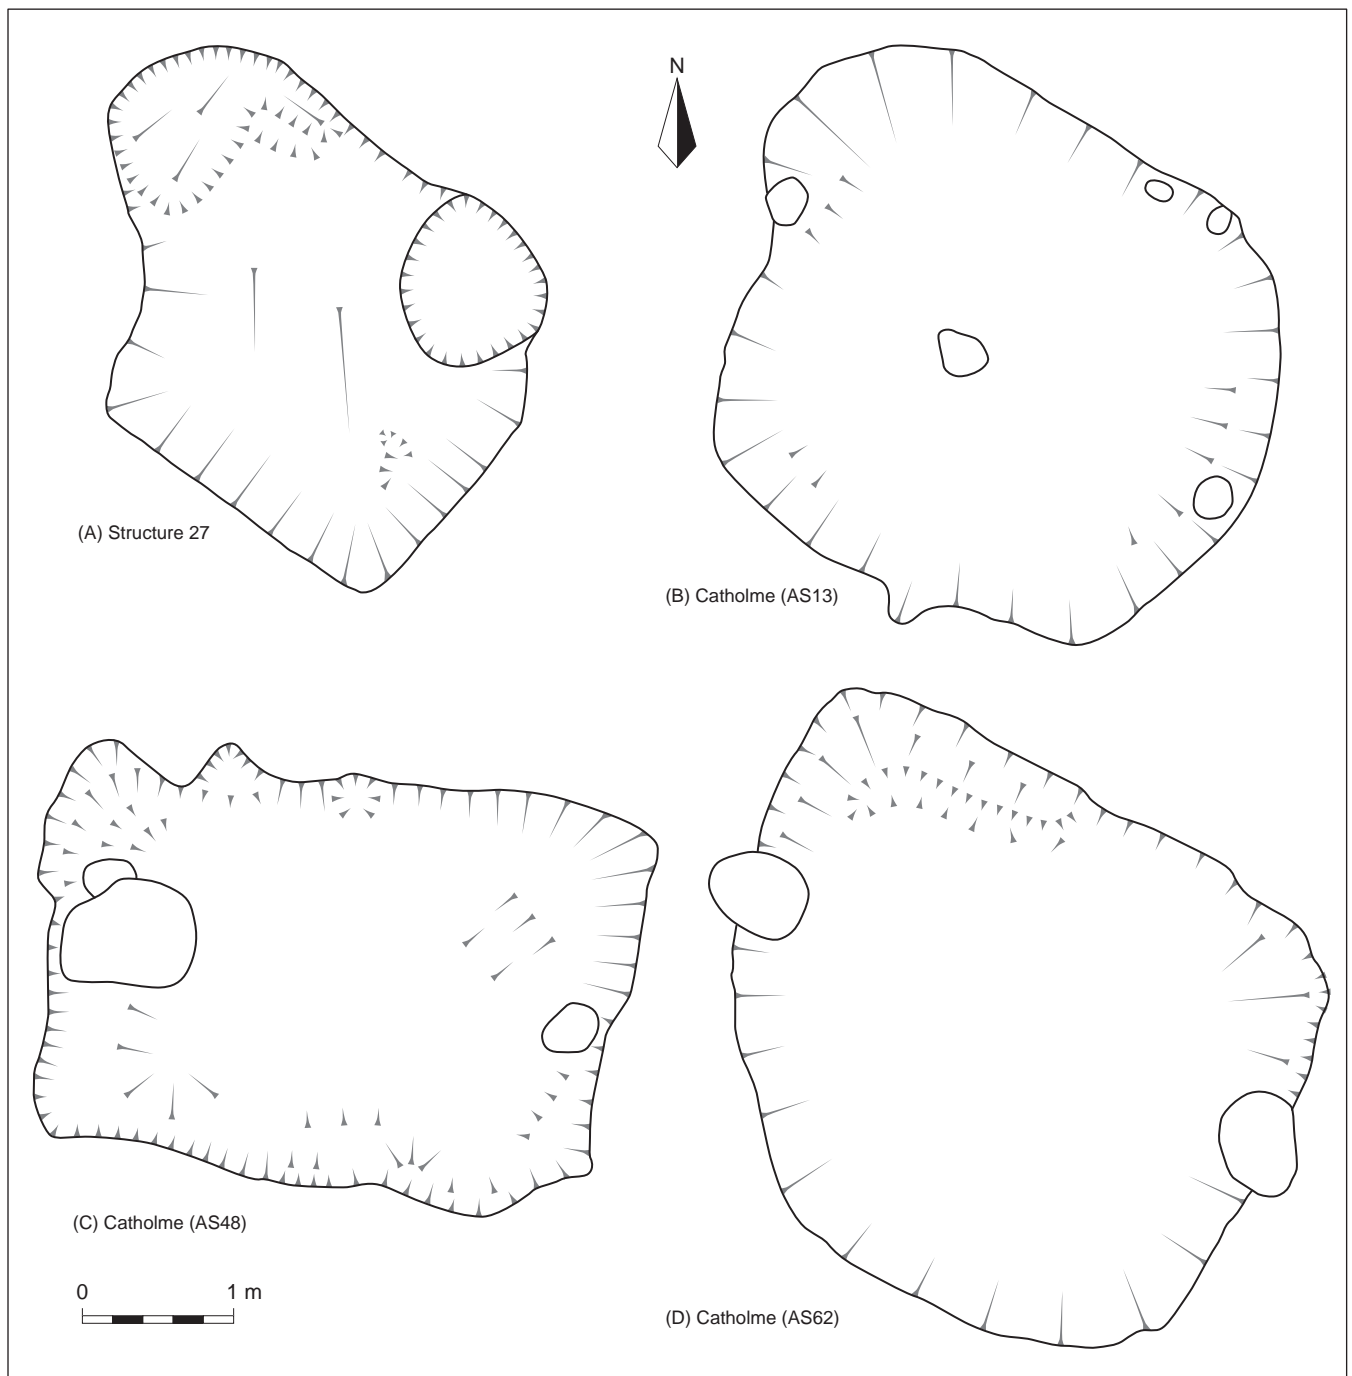 N
(A) Structure 27
(B) Catholme (AS13)
(C) Catholme (AS48)
0 1 m
(D) Catholme (AS62)